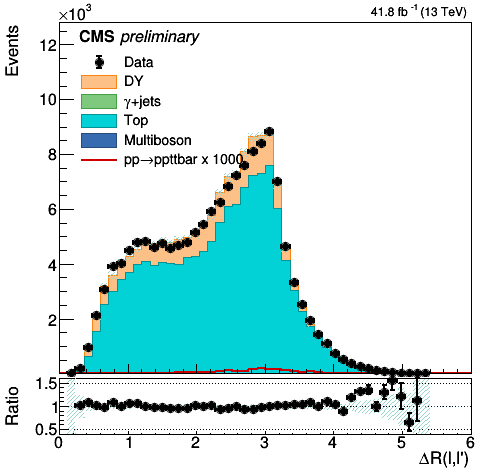 ×10³
41.8 fb⁻¹ (13 TeV)
Events
CMS preliminary
Data
DY
γ+jets
Top
Multiboson
pp→ppttbar x 1000
12
10
8
6
4
2
Ratio
1.5
1
0.5
0 1 2 3 4 5 6
ΔR(l,l')